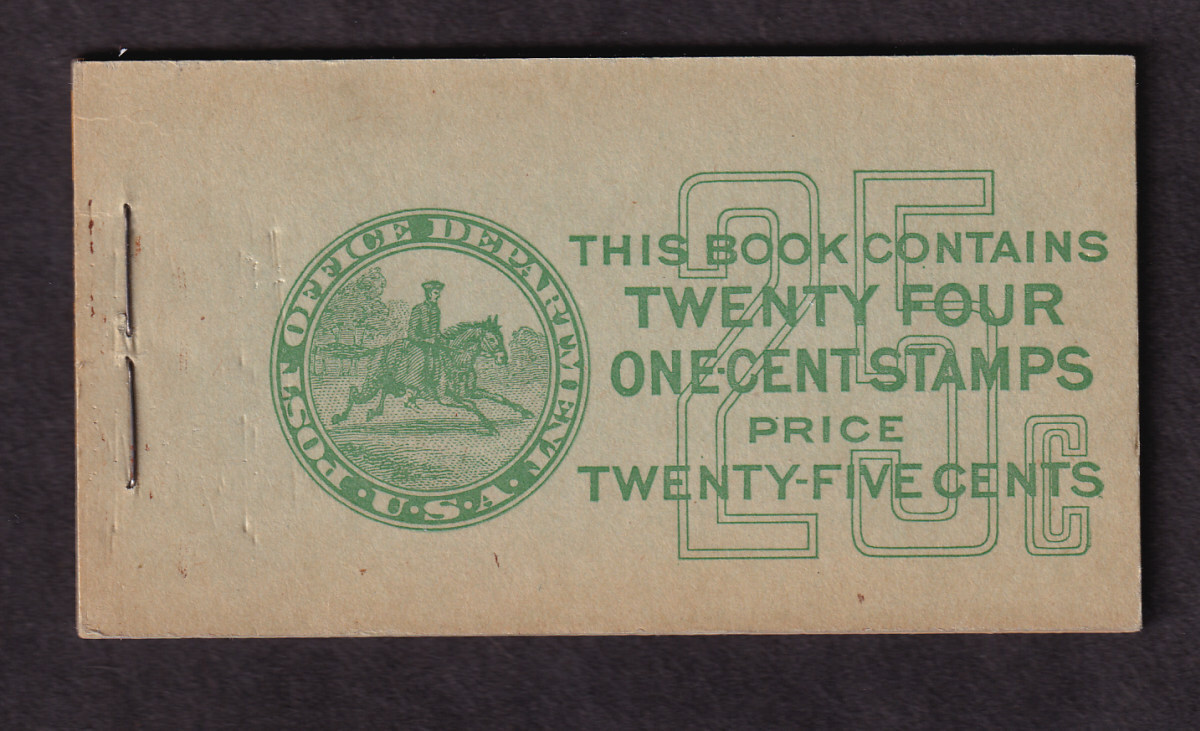 POST OFFICE DEPARTMENT
·U·S·A·
25c
THIS BOOK CONTAINS
TWENTY FOUR
ONE-CENT STAMPS
PRICE
TWENTY-FIVE CENTS